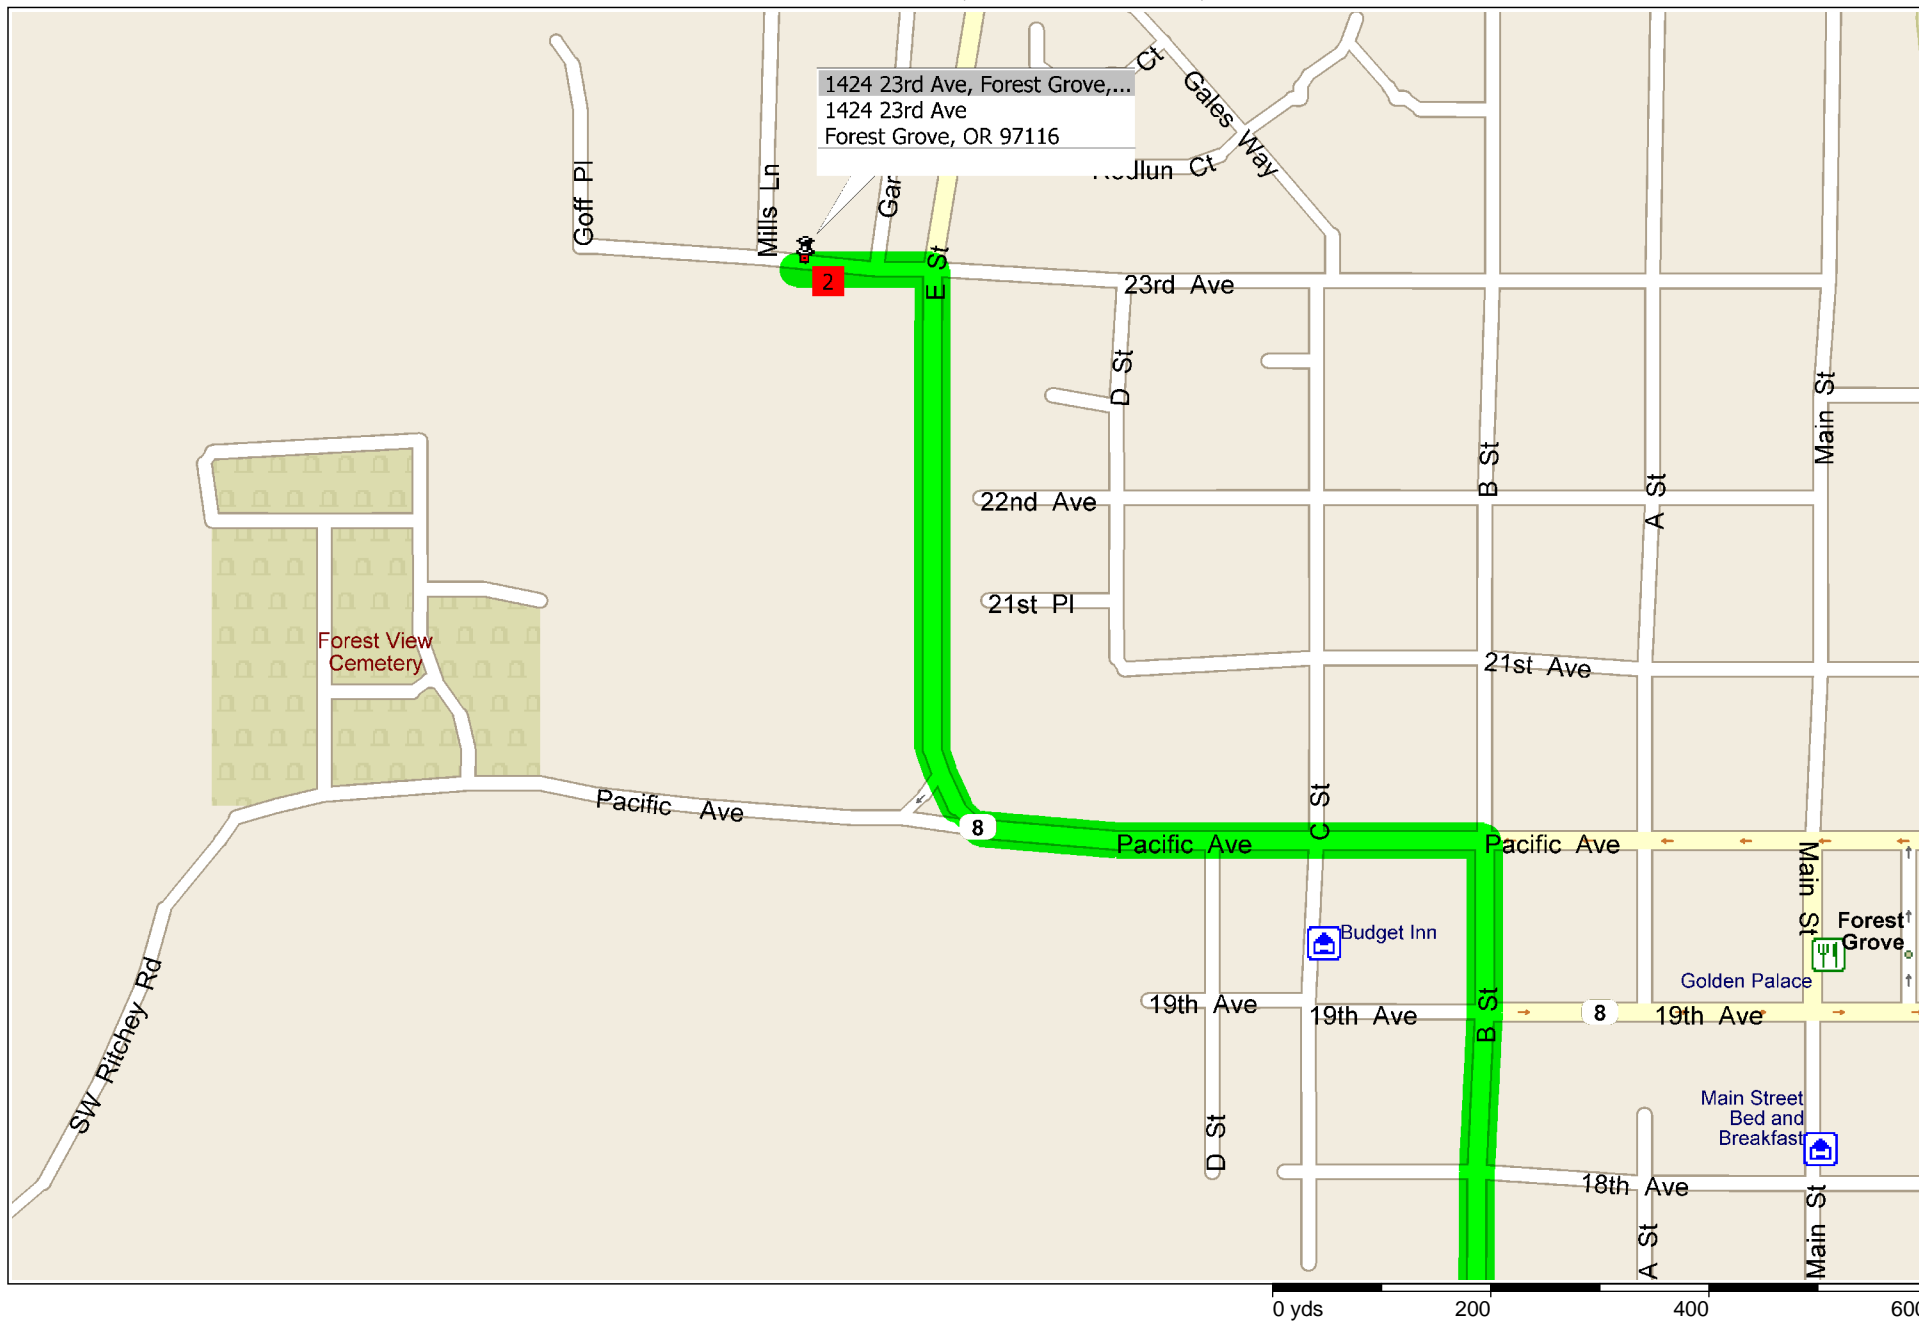 1424 23rd Ave, Forest Grove,...
1424 23rd Ave
Forest Grove, OR 97116
Ct
Gales Way
Ct
Goff Pl
Mills Ln
E St
2
23rd Ave
D St
Main St
B St
A St
22nd Ave
21st Pl
Forest View
Cemetery
21st Ave
Pacific Ave
C St
8
Pacific Ave
Pacific Ave
Main St
Forest
Grove
Budget Inn
Golden Palace
SW Ritchey Rd
19th Ave
19th Ave
B St
8
19th Ave
Main Street
Bed and
Breakfast
D St
18th Ave
A St
Main St
0 yds
200
400